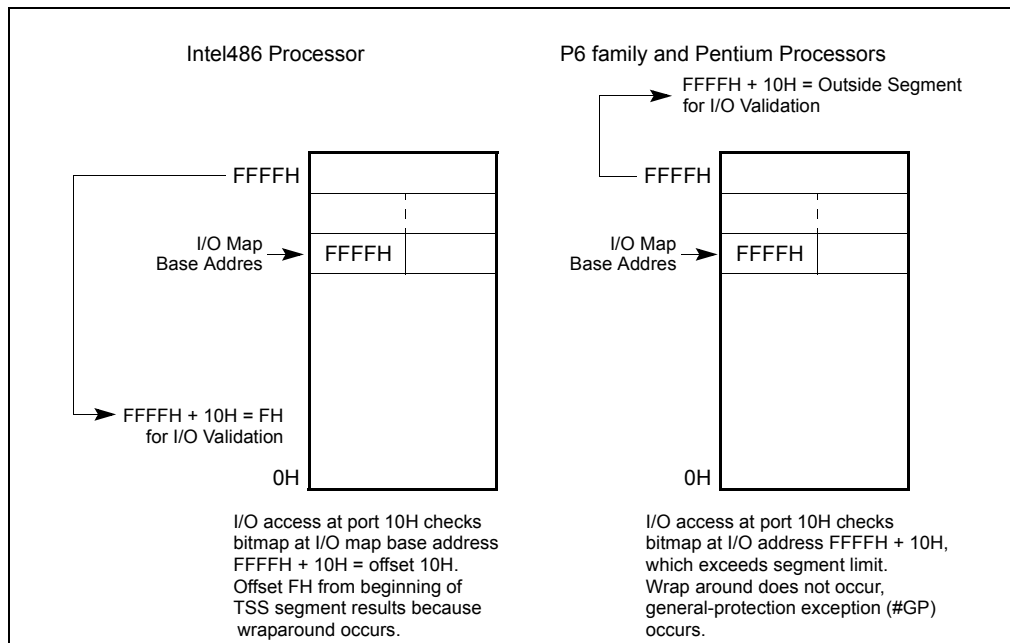 Intel486 Processor
FFFFH
I/O Map
Base Addres
FFFFH
FFFFH + 10H = FH
for I/O Validation
0H
I/O access at port 10H checks
bitmap at I/O map base address
FFFFH + 10H = offset 10H.
Offset FH from beginning of
TSS segment results because
wraparound occurs.
P6 family and Pentium Processors
FFFFH + 10H = Outside Segment
for I/O Validation
FFFFH
I/O Map
Base Addres
FFFFH
0H
I/O access at port 10H checks
bitmap at I/O address FFFFH + 10H,
which exceeds segment limit.
Wrap around does not occur,
general-protection exception (#GP)
occurs.